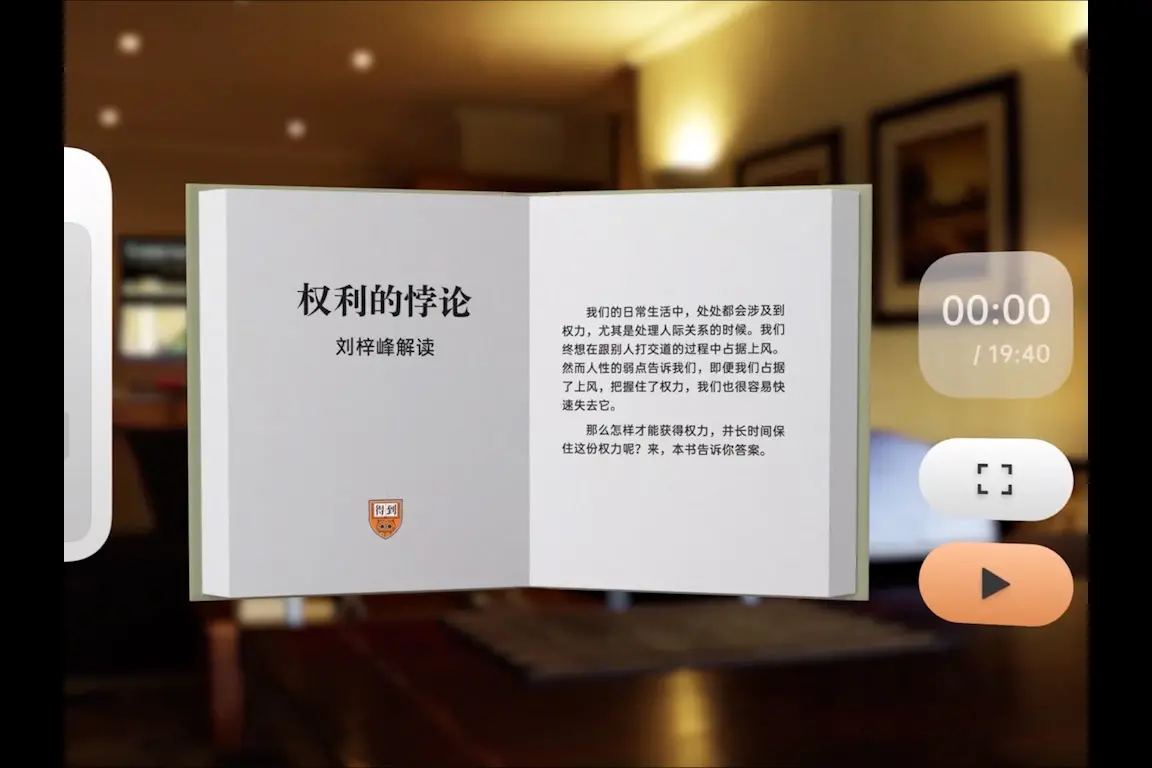 权利的悖论
刘梓峰解读
得到
我们的日常生活中，处处都会涉及到
权力，尤其是处理人际关系的时候。我们
终想在跟别人打交道的过程中占据上风。
然而人性的弱点告诉我们，即便我们占据
了上风，把握住了权力，我们也很容易快
速失去它。
那么怎样才能获得权力，并长时间保
住这份权力呢？来，本书告诉你答案。
00:00
/ 19:40